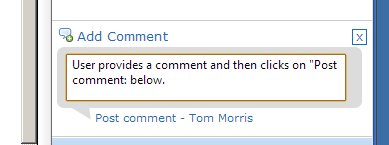 Add Comment
x
User provides a comment and then clicks on "Post
comment: below.
Post comment - Tom Morris